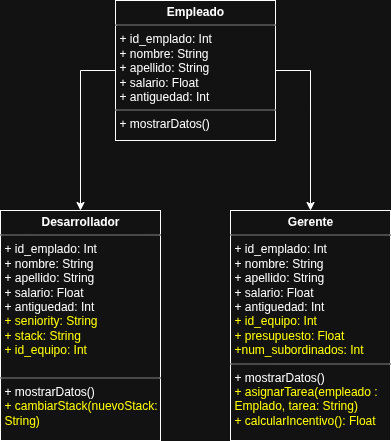 Empleado
+ id_emplado: Int
+ nombre: String
+ apellido: String
+ salario: Float
+ antiguedad: Int
+ mostrarDatos()
Desarrollador
+ id_emplado: Int
+ nombre: String
+ apellido: String
+ salario: Float
+ antiguedad: Int
+ seniority: String
+ stack: String
+ id_equipo: Int
+ mostrarDatos()
+ cambiarStack(nuevoStack:
String)
Gerente
+ id_emplado: Int
+ nombre: String
+ apellido: String
+ salario: Float
+ antiguedad: Int
+ id_equipo: Int
+ presupuesto: Float
+num_subordinados: Int
+ mostrarDatos()
+ asignarTarea(empleado :
Emplado, tarea: String)
+ calcularIncentivo(): Float